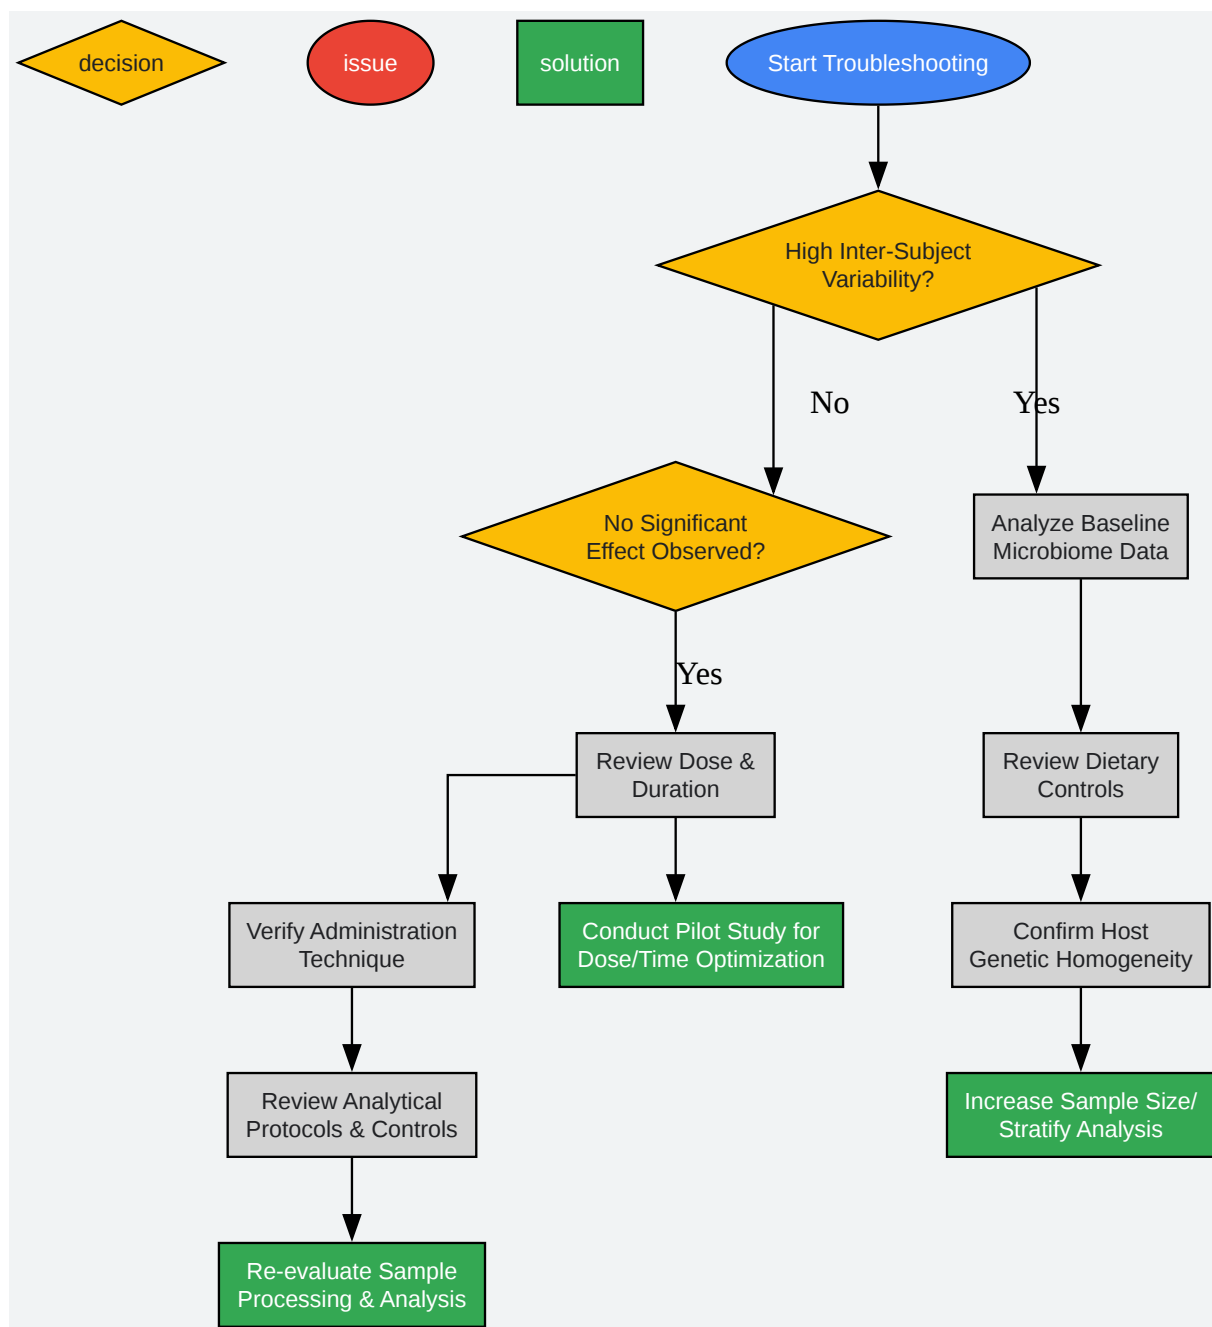 decision
issue
solution
Start Troubleshooting
High Inter-Subject
Variability?
No
Yes
No Significant
Effect Observed?
Analyze Baseline
Microbiome Data
Yes
Review Dose &
Duration
Review Dietary
Controls
Verify Administration
Technique
Conduct Pilot Study for
Dose/Time Optimization
Confirm Host
Genetic Homogeneity
Review Analytical
Protocols & Controls
Increase Sample Size/
Stratify Analysis
Re-evaluate Sample
Processing & Analysis